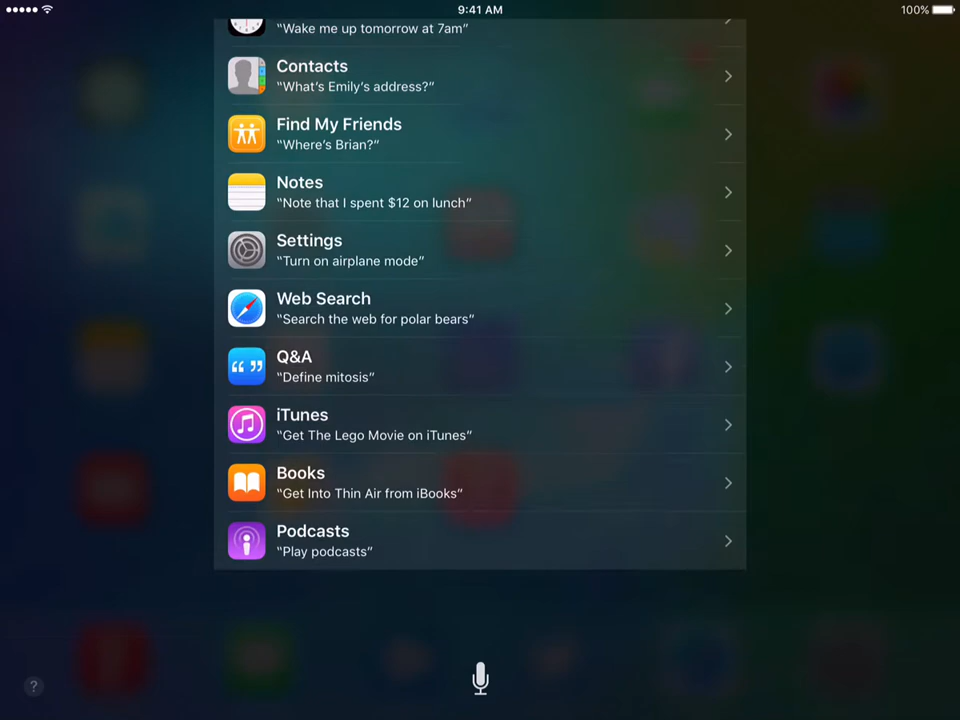 9:41 AM
100%
“Wake me up tomorrow at 7am”
Contacts
“What’s Emily’s address?”
Find My Friends
“Where’s Brian?”
Notes
“Note that I spent $12 on lunch”
Settings
“Turn on airplane mode”
Web Search
“Search the web for polar bears”
Q&A
“Define mitosis”
iTunes
“Get The Lego Movie on iTunes”
Books
“Get Into Thin Air from iBooks”
Podcasts
“Play podcasts”
?